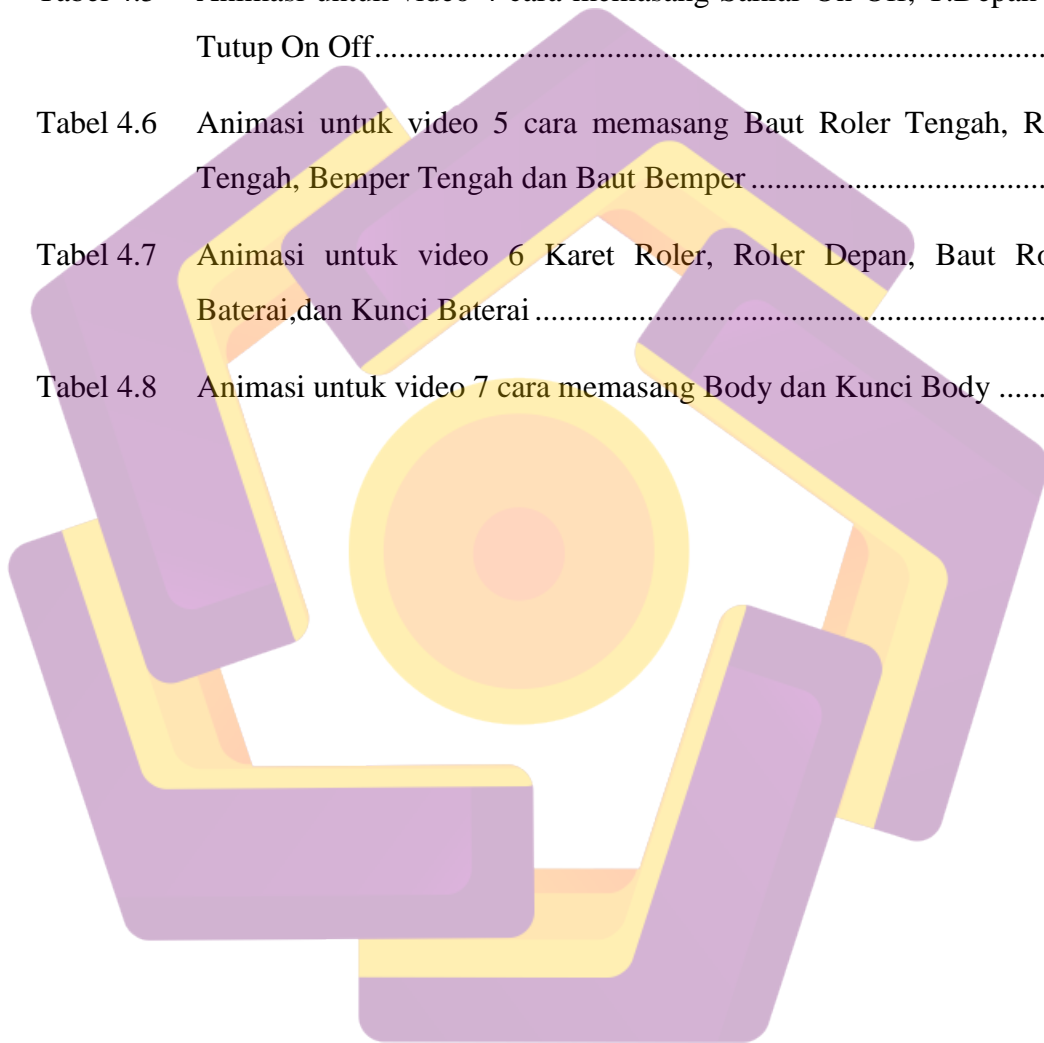 Tutup On Off
Tabel 4.6 Animasi untuk video 5 cara memasang Baut Roler Tengah,
Tengah, Bemper Tengah dan Baut Bemper
Tabel 4.7 Animasi untuk video 6 Karet Roler, Roler Depan, Baut
Baterai,dan Kunci Baterai
Tabel 4.8 Animasi untuk video 7 cara memasang Body dan Kunci Body